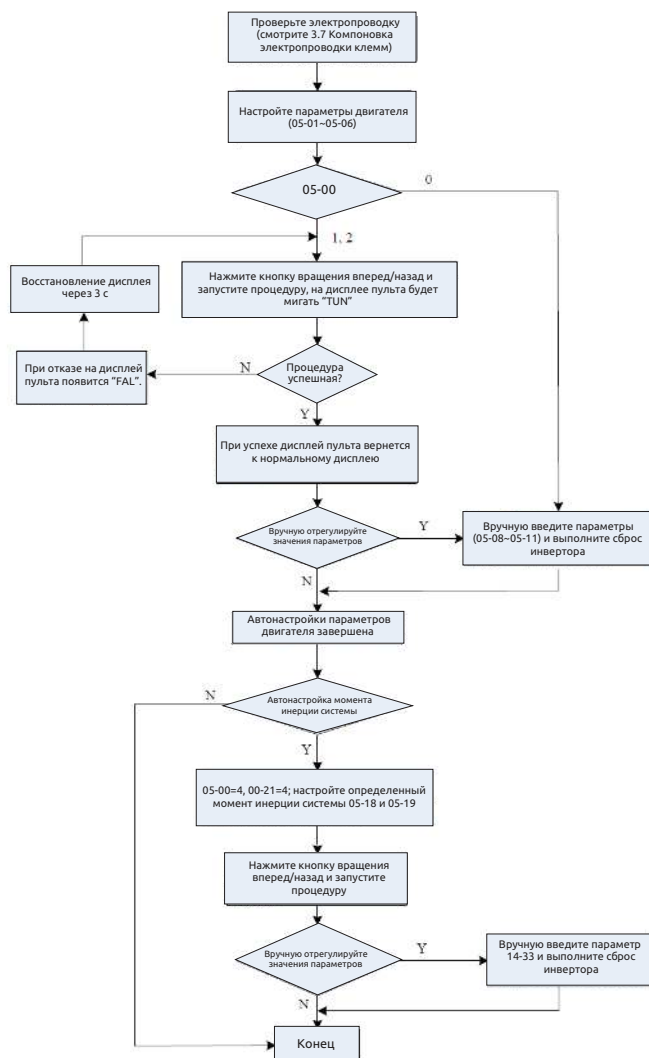 Проверьте электропроводку
(смотрите 3.7 Компоновка
электропроводки клемм)
Настройте параметры двигателя
(05-01~05-06)
05-00
0
1, 2
Восстановление дисплея
через 3 с
Нажмите кнопку вращения вперед/назад и
запустите процедуру, на дисплее пульта будет
мигать "TUN"
При отказе на дисплей
пульта появится "FAL".
N
Процедура
успешная?
Y
При успехе дисплей пульта вернется
к нормальному дисплею
Вручную отрегулируйте
значения параметров
Y
Вручную введите параметры
(05-08~05-11) и выполните сброс
инвертора
N
Автонастройки параметров
двигателя завершена
N
Автонастройка момента
инерции системы
Y
05-00=4, 00-21=4; настройте определенный
момент инерции системы 05-18 и 05-19
Нажмите кнопку вращения
вперед/назад и запустите
процедуру
Вручную отрегулируйте
значения параметров
Y
Вручную введите параметр
14-33 и выполните сброс
инвертора
N
Конец